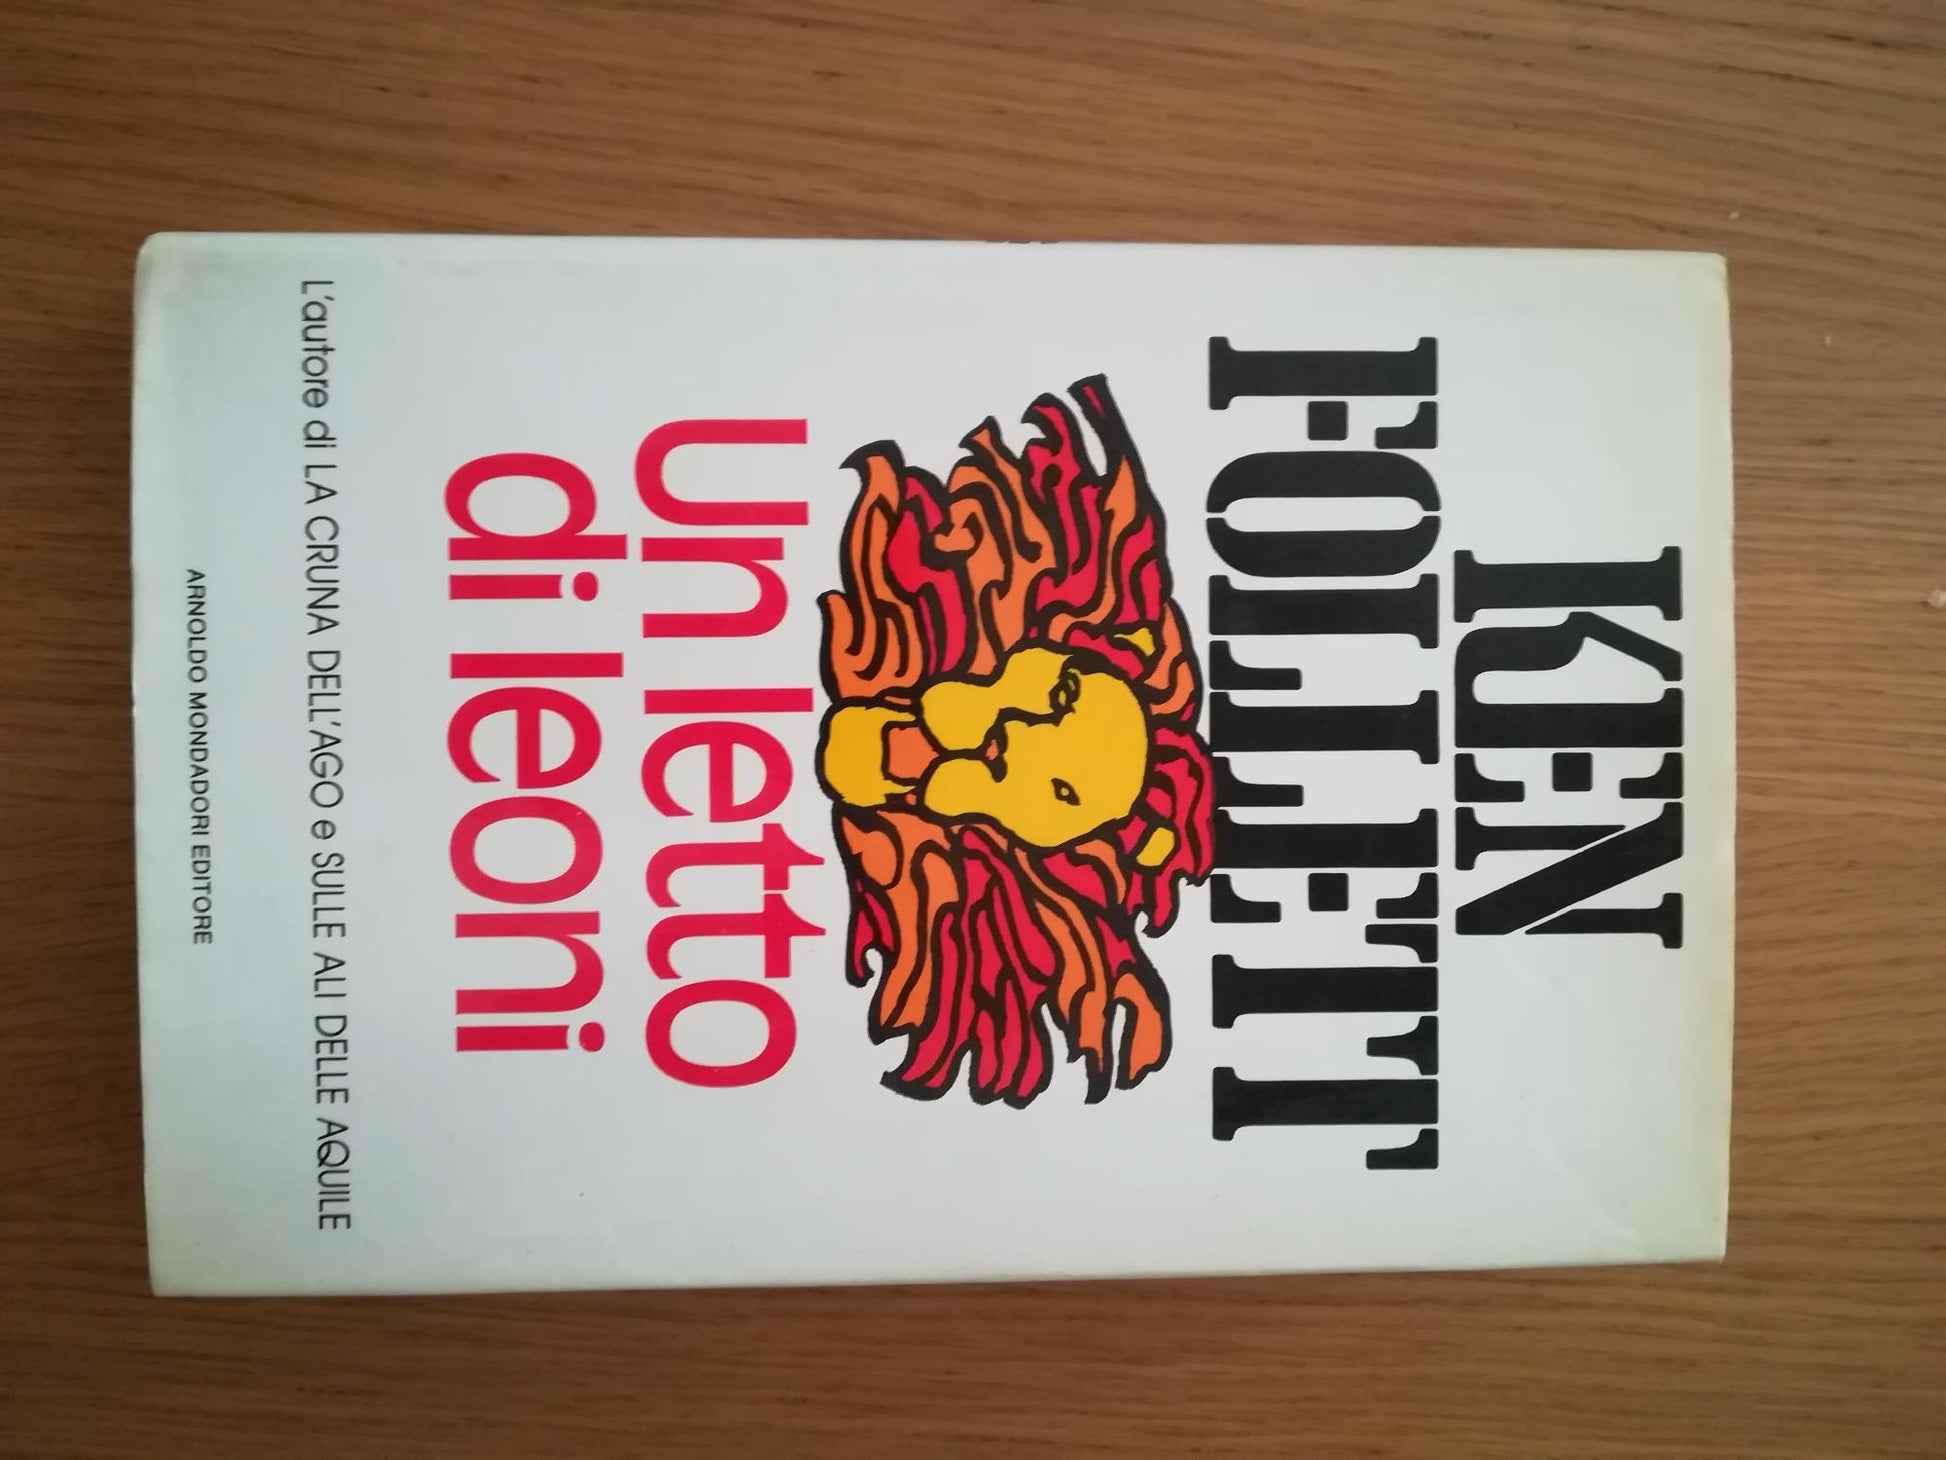 KEN
FOLLETT
un letto
di leoni
L'autore di LA CRUNA DELL'AGO e SULLE ALI DELLE AQUILE
ARNOLDO MONDADORI EDITORE